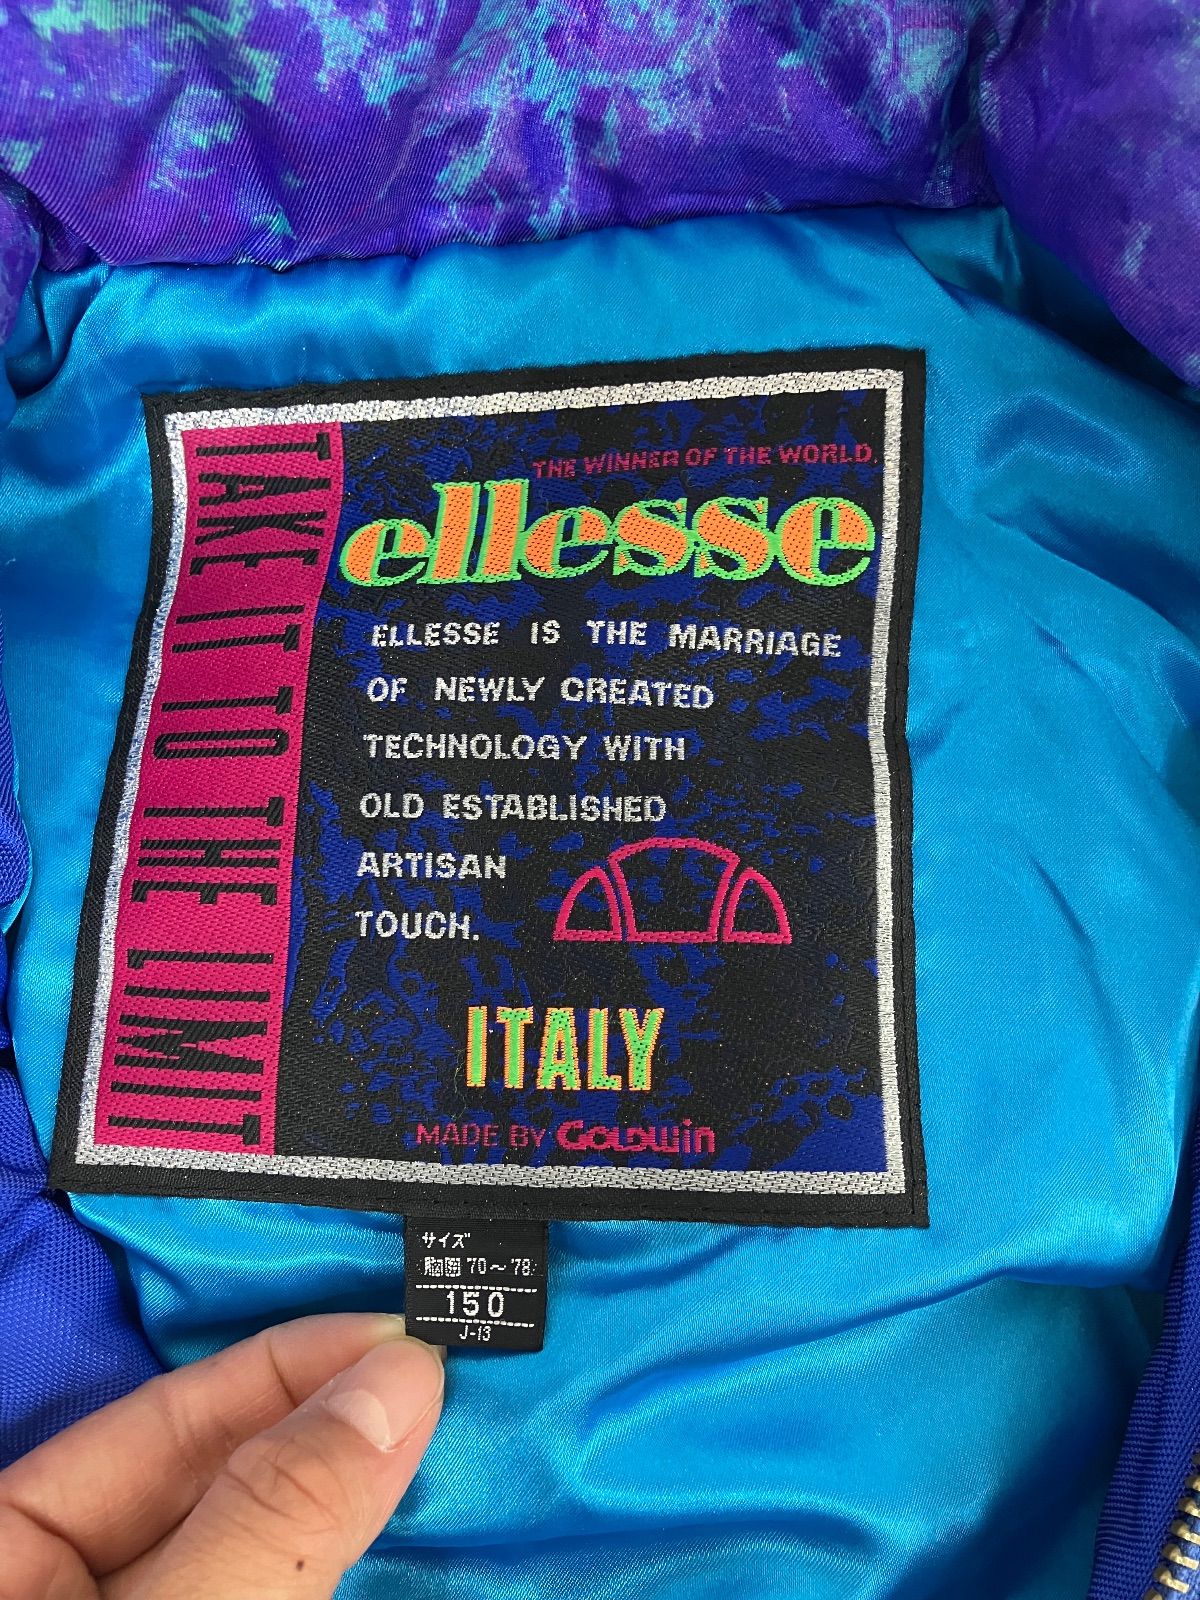 TAKE IT TO THE LIMIT
THE WINNER OF THE WORLD.
ellesse
ELLESSE IS THE MARRIAGE
OF NEWLY CREATED
TECHNOLOGY WITH
OLD ESTABLISHED
ARTISAN
TOUCH.
ITALY
MADE BY GOLDWIN
サイズ
胸囲 70～78
150
J-13